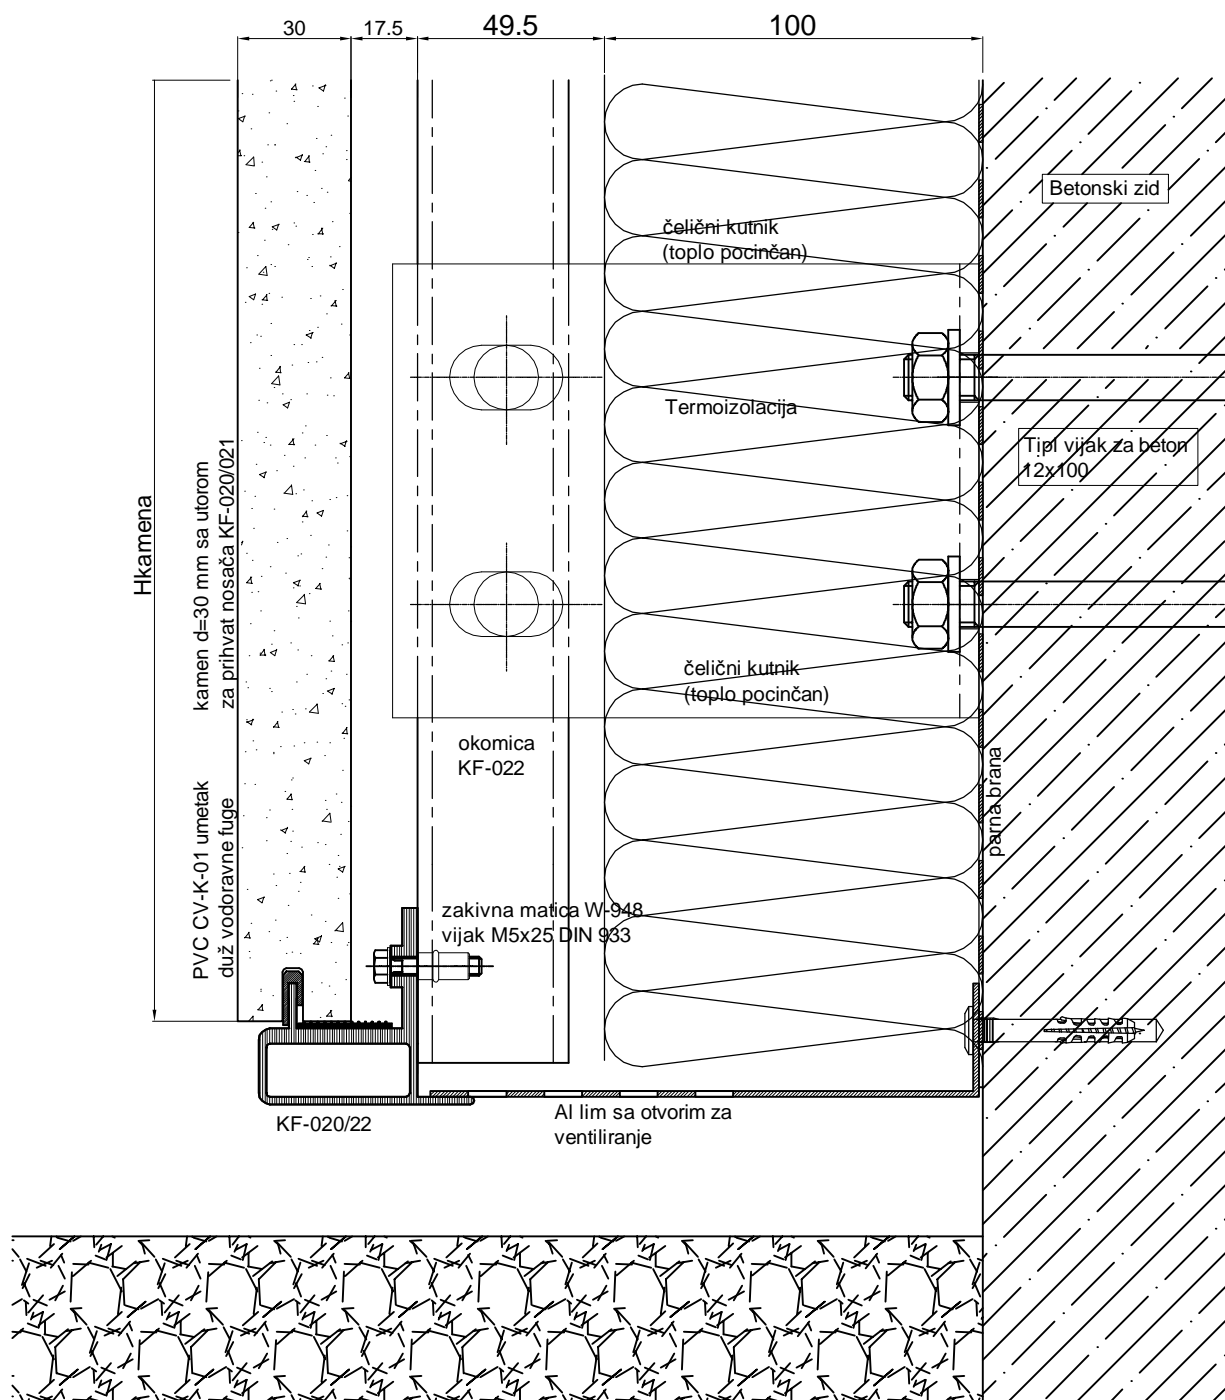 30
17.5
49.5
100
Betonski zid
čelični kutnik
(toplo pocinčan)
Termoizolacija
Tipl vijak za beton
12x100
Hkamena
kamen d=30 mm sa utorom
za prihvat nosača KF-020/021
čelični kutnik
(toplo pocinčan)
okomica
KF-022
parna brana
PVC CV-K-01 umetak
duž vodoravne fuge
zakivna matica W-948
vijak M5x25 DIN 933
KF-020/22
Al lim sa otvorim za
ventiliranje